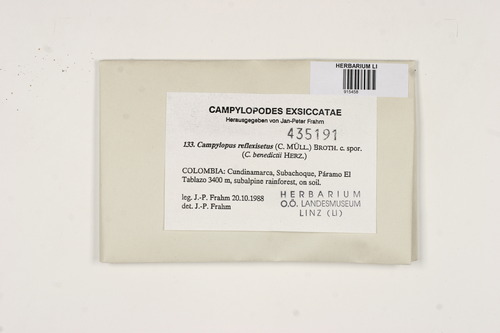 HERBARIUM LI
915458
CAMPYLOPODES EXSICCATAE
Herausgegeben von Jan-Peter Frahm
435191
133. Campylopus reflexisetus (C. MÜLL.) BROTH. c. spor.
(C. benedictii HERZ.)
COLOMBIA: Cundinamarca, Subachoque, Páramo El
Tablazo 3400 m, subalpine rainforest, on soil.
leg. J.-P. Frahm 20.10.1988
det. J.-P. Frahm
HERBARIUM
O.Ö. LANDESMUSEUM
LINZ (LI)